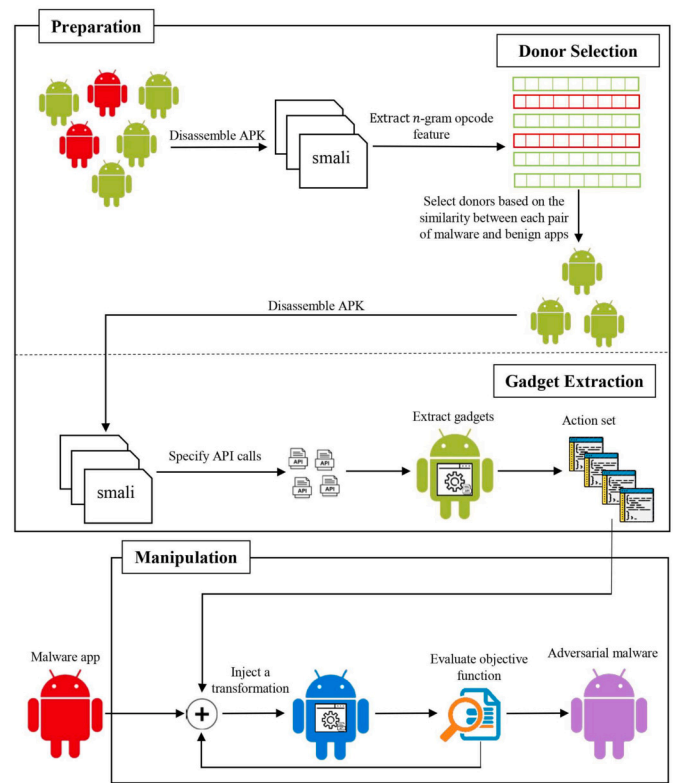 Preparation
Donor Selection
Disassemble APK
smali
Extract n-gram opcode
feature
Select donors based on the
similarity between each pair
of malware and benign apps
Disassemble APK
Gadget Extraction
smali
Specify API calls
API
API
API
API
Extract gadgets
Action set
Manipulation
Malware app
Inject a
transformation
Evaluate objective
function
Adversarial malware